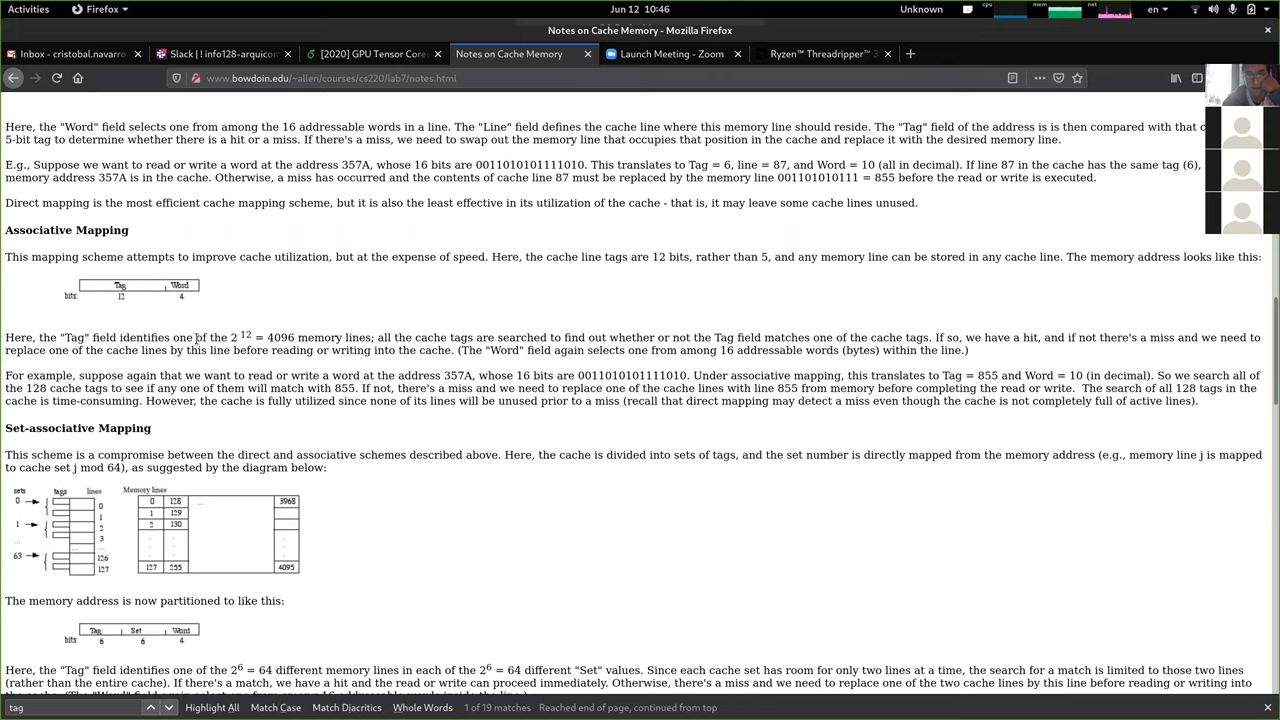 Activities Firefox Jun 12 10:46 Unknown cpu mem net en
Notes on Cache Memory - Mozilla Firefox
Inbox - cristobal.navarro Slack | ! info128-arquicom [2020] GPU Tensor Core Notes on Cache Memory Launch Meeting - Zoom Ryzen™ Threadripper™ 3
www.bowdoin.edu/~allen/courses/cs220/lab7/notes.html
Here, the "Word" field selects one from among the 16 addressable words in a line. The "Line" field defines the cache line where this memory line should reside. The "Tag" field of the address is is then compared with that c
5-bit tag to determine whether there is a hit or a miss. If there's a miss, we need to swap out the memory line that occupies that position in the cache and replace it with the desired memory line.
E.g., Suppose we want to read or write a word at the address 357A, whose 16 bits are 0011010101111010. This translates to Tag = 6, line = 87, and Word = 10 (all in decimal). If line 87 in the cache has the same tag (6),
memory address 357A is in the cache. Otherwise, a miss has occurred and the contents of cache line 87 must be replaced by the memory line 001101010111 = 855 before the read or write is executed.
Direct mapping is the most efficient cache mapping scheme, but it is also the least effective in its utilization of the cache - that is, it may leave some cache lines unused.
Associative Mapping
This mapping scheme attempts to improve cache utilization, but at the expense of speed. Here, the cache line tags are 12 bits, rather than 5, and any memory line can be stored in any cache line. The memory address looks like this:
Tag Word
bits: 12 4
Here, the "Tag" field identifies one of the 2 12 = 4096 memory lines; all the cache tags are searched to find out whether or not the Tag field matches one of the cache tags. If so, we have a hit, and if not there's a miss and we need to
replace one of the cache lines by this line before reading or writing into the cache. (The "Word" field again selects one from among 16 addressable words (bytes) within the line.)
For example, suppose again that we want to read or write a word at the address 357A, whose 16 bits are 0011010101111010. Under associative mapping, this translates to Tag = 855 and Word = 10 (in decimal). So we search all of
the 128 cache tags to see if any one of them will match with 855. If not, there's a miss and we need to replace one of the cache lines with line 855 from memory before completing the read or write. The search of all 128 tags in the
cache is time-consuming. However, the cache is fully utilized since none of its lines will be unused prior to a miss (recall that direct mapping may detect a miss even though the cache is not completely full of active lines).
Set-associative Mapping
This scheme is a compromise between the direct and associative schemes described above. Here, the cache is divided into sets of tags, and the set number is directly mapped from the memory address (e.g., memory line j is mapped
to cache set j mod 64), as suggested by the diagram below:
sets tags lines Memory lines
0 0 0 128 ... 3968
1 1 129
1 2 2 130
... 3 . .
63 ... 126 . .
127 127 255 4095
The memory address is now partitioned to like this:
Tag Set Word
bits: 6 6 4
Here, the "Tag" field identifies one of the 26 = 64 different memory lines in each of the 26 = 64 different "Set" values. Since each cache set has room for only two lines at a time, the search for a match is limited to those two lines
(rather than the entire cache). If there's a match, we have a hit and the read or write can proceed immediately. Otherwise, there's a miss and we need to replace one of the two cache lines by this line before reading or writing into
tag Highlight All Match Case Match Diacritics Whole Words 1 of 19 matches Reached end of page, continued from top